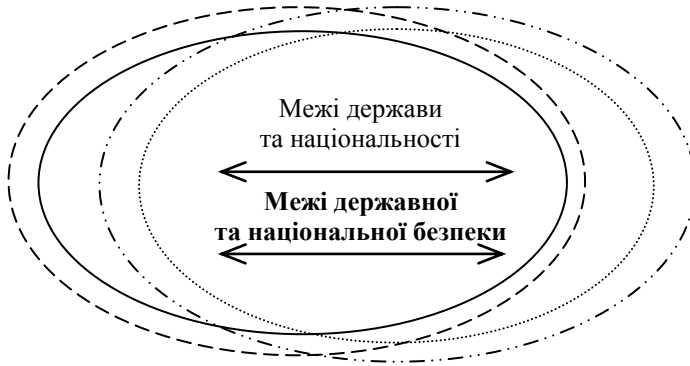 Межі держави
та національності
Межі державної
та національної безпеки